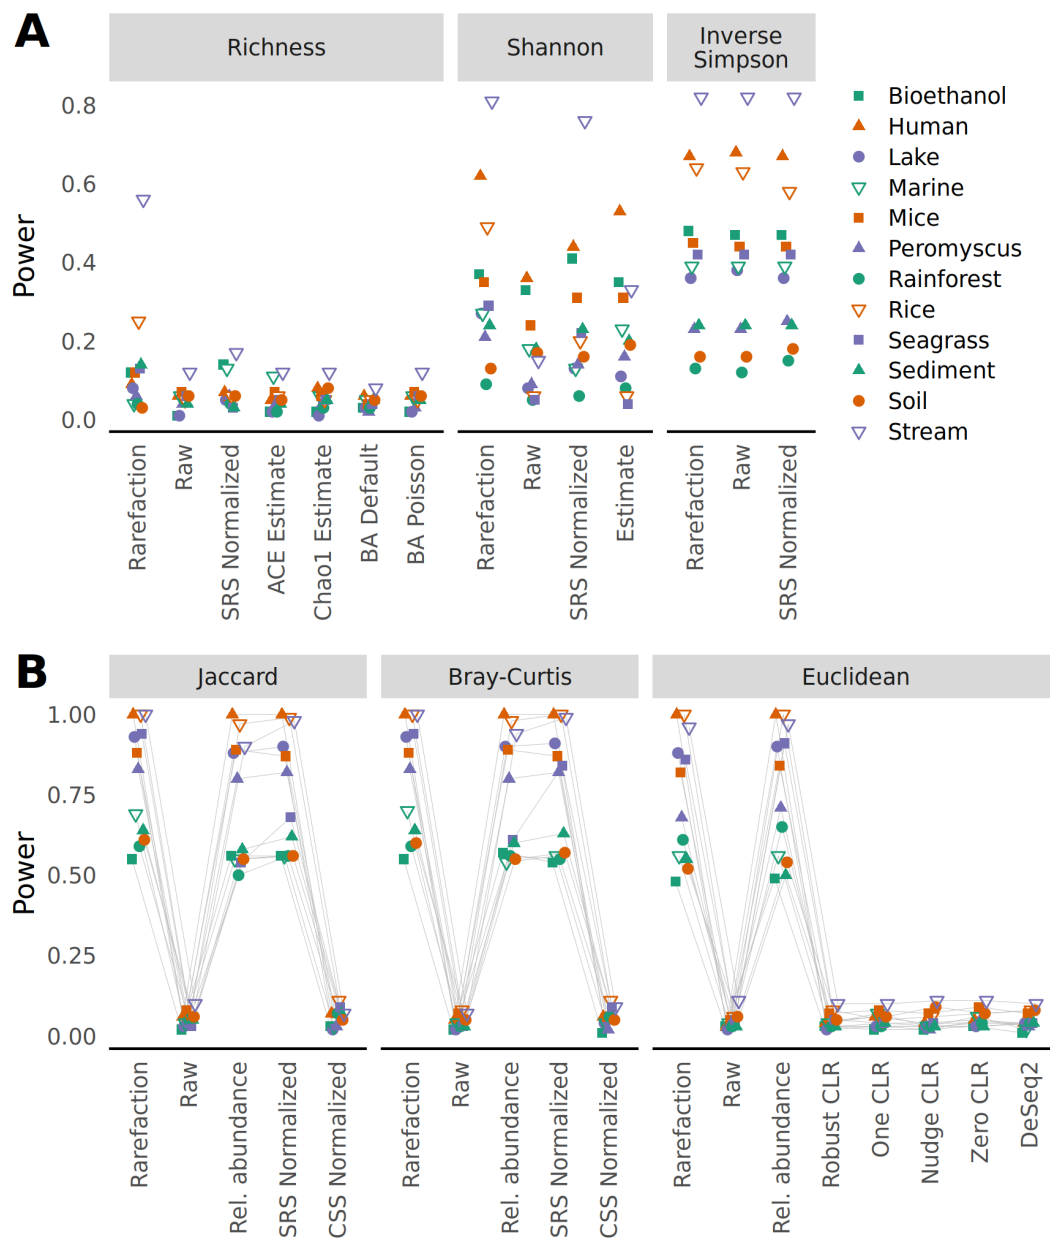 A
Richness
Shannon
Inverse
Simpson
Power
0.8
0.6
0.4
0.2
0.0
Rarefaction
Raw
SRS Normalized
ACE Estimate
Chao1 Estimate
BA Default
BA Poisson
Rarefaction
Raw
SRS Normalized
Estimate
Rarefaction
Raw
SRS Normalized
Bioethanol
Human
Lake
Marine
Mice
Peromyscus
Rainforest
Rice
Seagrass
Sediment
Soil
Stream
B
Jaccard
Bray-Curtis
Euclidean
Power
1.00
0.75
0.50
0.25
0.00
Rarefaction
Raw
Rel. abundance
SRS Normalized
CSS Normalized
Rarefaction
Raw
Rel. abundance
SRS Normalized
CSS Normalized
Rarefaction
Raw
Rel. abundance
Robust CLR
One CLR
Nudge CLR
Zero CLR
DeSeq2